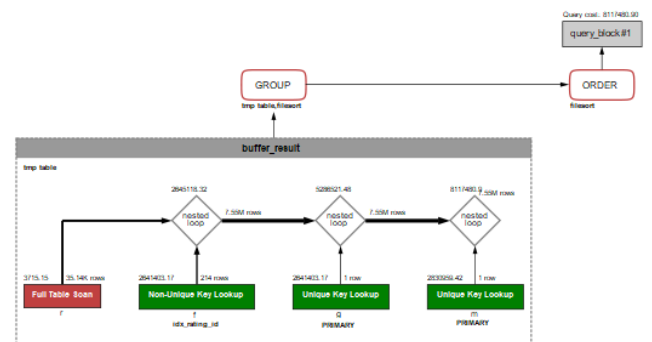 Query cost: 8117480.90
query_block #1
GROUP
ORDER
tmp table,filesort
filesort
buffer_result
tmp table
2645118.32
5286521.48
8117480.9
nested loop
7.55M rows
nested loop
7.55M rows
nested loop
7.55M rows
3715.15
35.14K rows
2641403.17
214 rows
2641403.17
1 row
2830959.42
1 row
Full Table Scan
Non-Unique Key Lookup
Unique Key Lookup
Unique Key Lookup
r
f
g
m
idx_rating_id
PRIMARY
PRIMARY